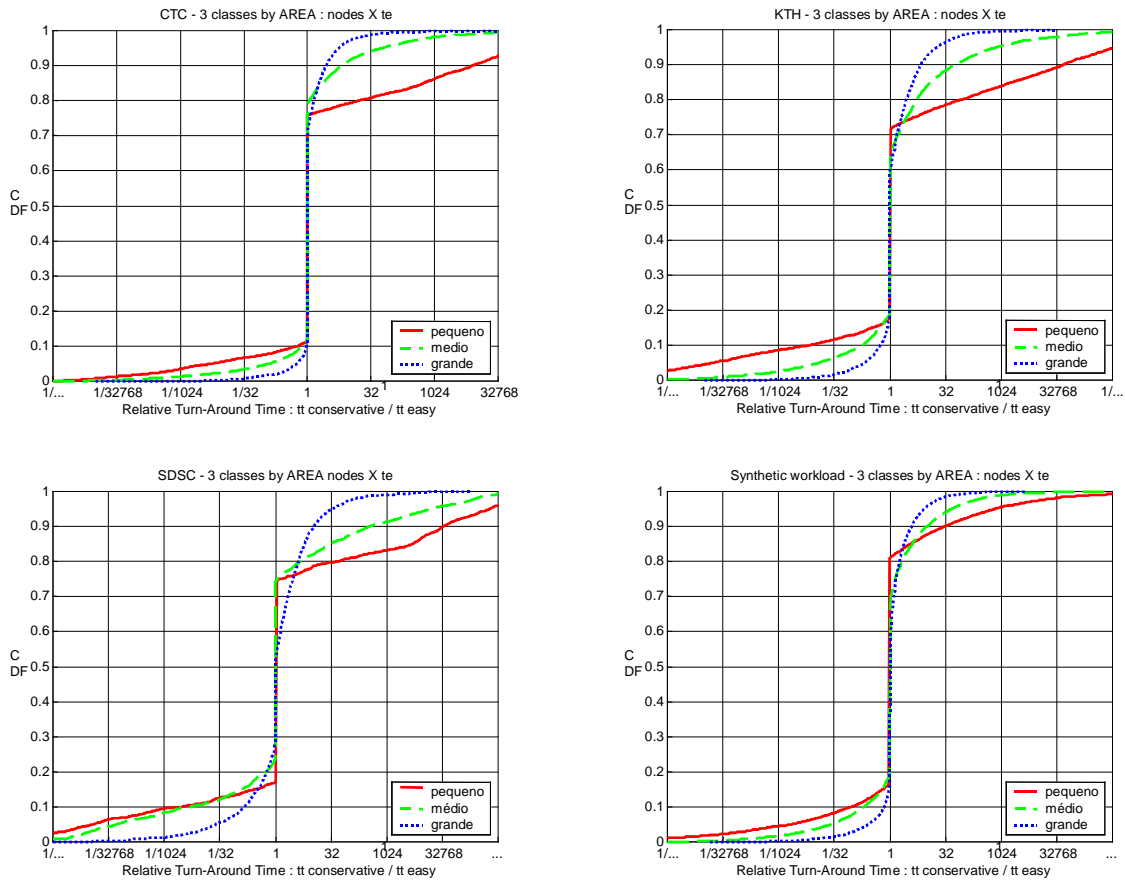 CTC - 3 classes by AREA : nodes X te
1
0.9
0.8
0.7
0.6
0.5
0.4
0.3
0.2
0.1
0
C
DF
pequeno
medio
grande
1/... 1/32768 1/1024 1/32 1 32 1024 32768
Relative Turn-Around Time : tt conservative / tt easy
KTH - 3 classes by AREA : nodes X te
1
0.9
0.8
0.7
0.6
0.5
0.4
0.3
0.2
0.1
0
C
DF
pequeno
medio
grande
1/... 1/32768 1/1024 1/32 1 32 1024 32768 1/...
Relative Turn-Around Time : tt conservative / tt easy
SDSC - 3 classes by AREA nodes X te
1
0.9
0.8
0.7
0.6
0.5
0.4
0.3
0.2
0.1
0
C
DF
pequeno
médio
grande
1/... 1/32768 1/1024 1/32 1 32 1024 32768 ...
Relative Turn-Around Time : tt conservative / tt easy
Synthetic workload - 3 classes by AREA : nodes X te
1
0.9
0.8
0.7
0.6
0.5
0.4
0.3
0.2
0.1
0
C
DF
pequeno
médio
grande
1/... 1/32768 1/1024 1/32 1 32 1024 32768 ...
Relative Turn-Around Time : tt conservative / tt easy